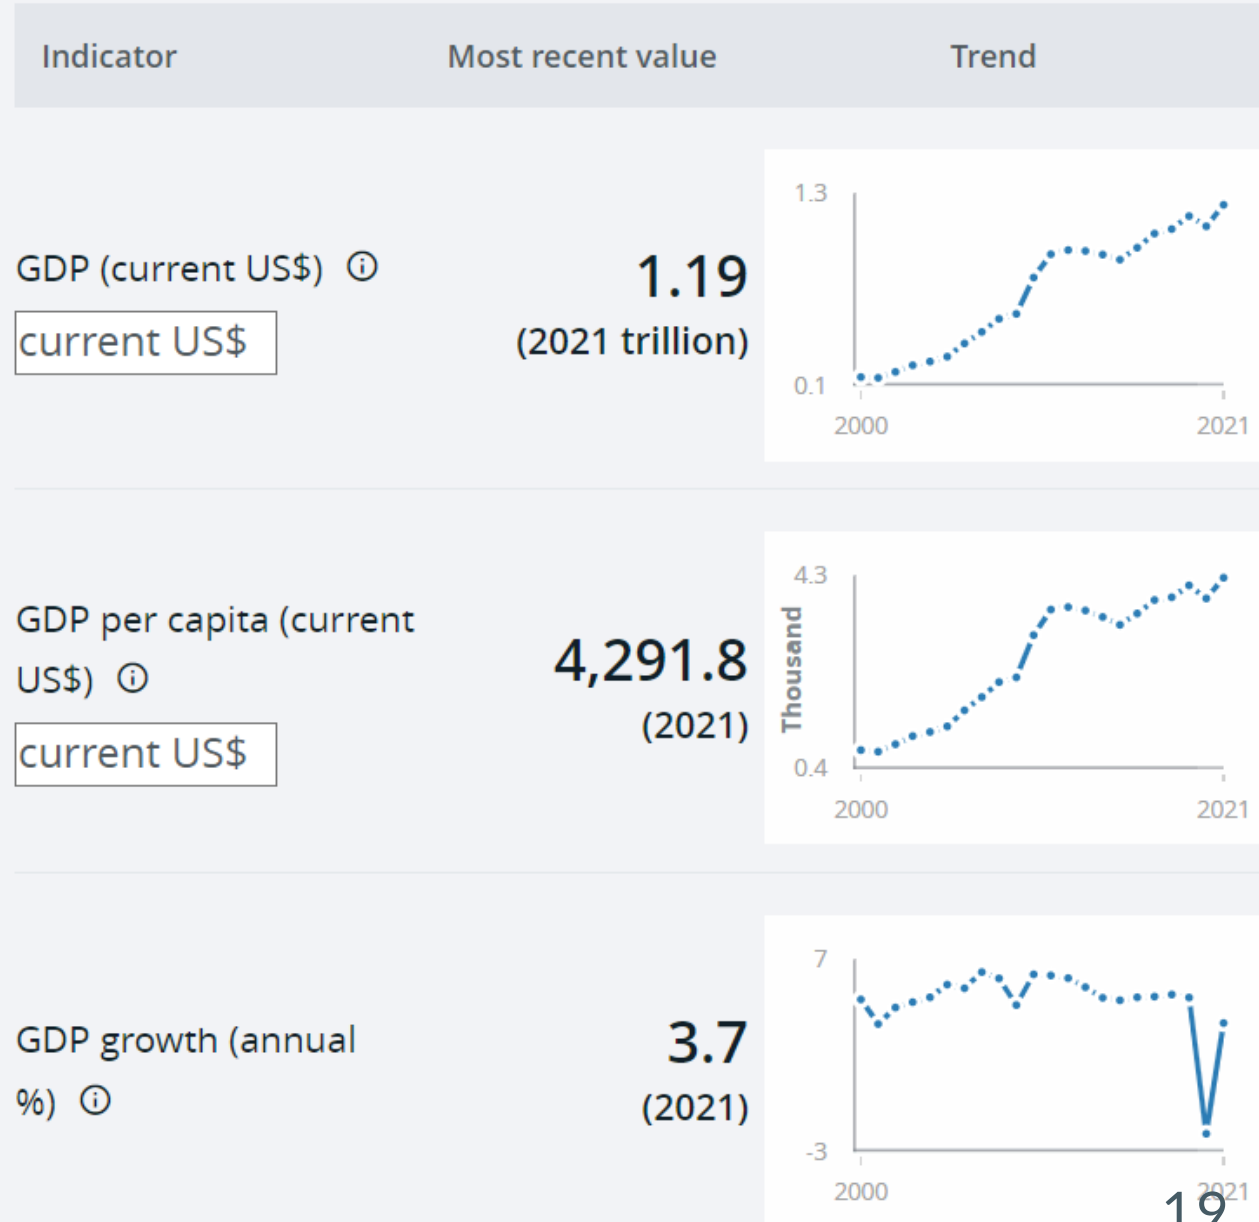 Indicator Most recent value Trend
GDP (current US$) ⓘ
current US$
1.19
(2021 trillion)
1.3
0.1
2000 2021
GDP per capita (current
US$) ⓘ
current US$
4,291.8
(2021)
4.3
Thousand
0.4
2000 2021
GDP growth (annual
%) ⓘ
3.7
(2021)
7
-3
2000 2021
19